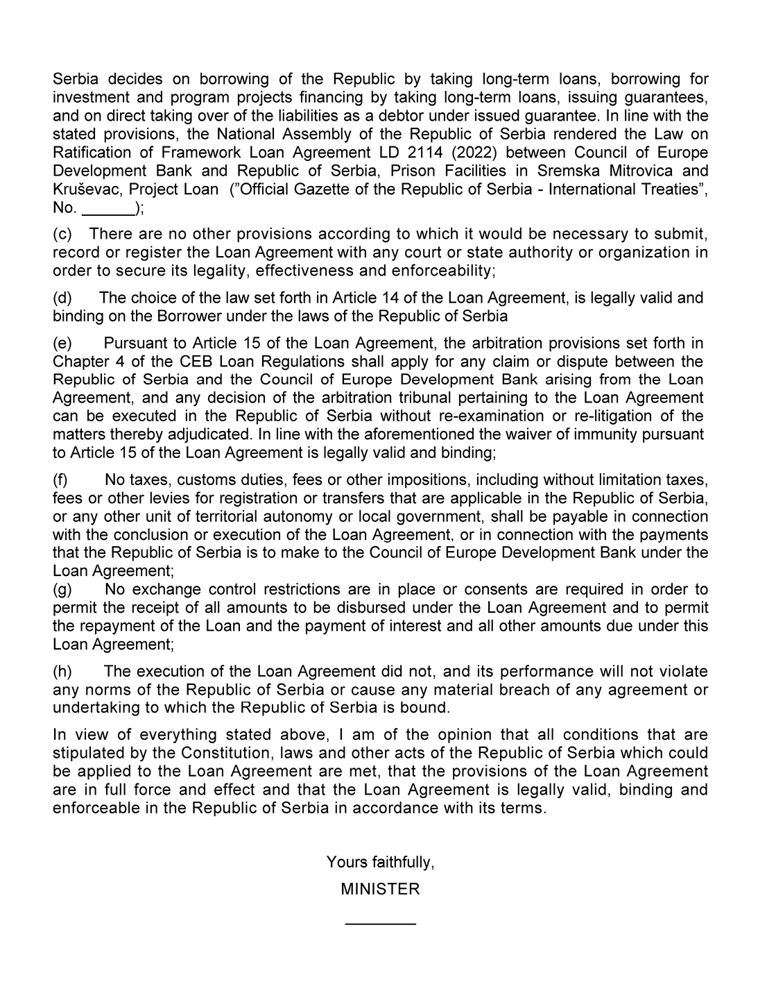 Serbia decides on borrowing of the Republic by taking long-term loans, borrowing for
investment and program projects financing by taking long-term loans, issuing guarantees,
and on direct taking over of the liabilities as a debtor under issued guarantee. In line with the
stated provisions, the National Assembly of the Republic of Serbia rendered the Law on
Ratification of Framework Loan Agreement LD 2114 (2022) between Council of Europe
Development Bank and Republic of Serbia, Prison Facilities in Sremska Mitrovica and
Kruševac, Project Loan (”Official Gazette of the Republic of Serbia - International Treaties”,
No. _______);
(c) There are no other provisions according to which it would be necessary to submit,
record or register the Loan Agreement with any court or state authority or organization in
order to secure its legality, effectiveness and enforceability;
(d) The choice of the law set forth in Article 14 of the Loan Agreement, is legally valid and
binding on the Borrower under the laws of the Republic of Serbia
(e) Pursuant to Article 15 of the Loan Agreement, the arbitration provisions set forth in
Chapter 4 of the CEB Loan Regulations shall apply for any claim or dispute between the
Republic of Serbia and the Council of Europe Development Bank arising from the Loan
Agreement, and any decision of the arbitration tribunal pertaining to the Loan Agreement
can be executed in the Republic of Serbia without re-examination or re-litigation of the
matters thereby adjudicated. In line with the aforementioned the waiver of immunity pursuant
to Article 15 of the Loan Agreement is legally valid and binding;
(f) No taxes, customs duties, fees or other impositions, including without limitation taxes,
fees or other levies for registration or transfers that are applicable in the Republic of Serbia,
or any other unit of territorial autonomy or local government, shall be payable in connection
with the conclusion or execution of the Loan Agreement, or in connection with the payments
that the Republic of Serbia is to make to the Council of Europe Development Bank under the
Loan Agreement;
(g) No exchange control restrictions are in place or consents are required in order to
permit the receipt of all amounts to be disbursed under the Loan Agreement and to permit
the repayment of the Loan and the payment of interest and all other amounts due under this
Loan Agreement;
(h) The execution of the Loan Agreement did not, and its performance will not violate
any norms of the Republic of Serbia or cause any material breach of any agreement or
undertaking to which the Republic of Serbia is bound.
In view of everything stated above, I am of the opinion that all conditions that are
stipulated by the Constitution, laws and other acts of the Republic of Serbia which could
be applied to the Loan Agreement are met, that the provisions of the Loan Agreement
are in full force and effect and that the Loan Agreement is legally valid, binding and
enforceable in the Republic of Serbia in accordance with its terms.
Yours faithfully,
MINISTER
_________